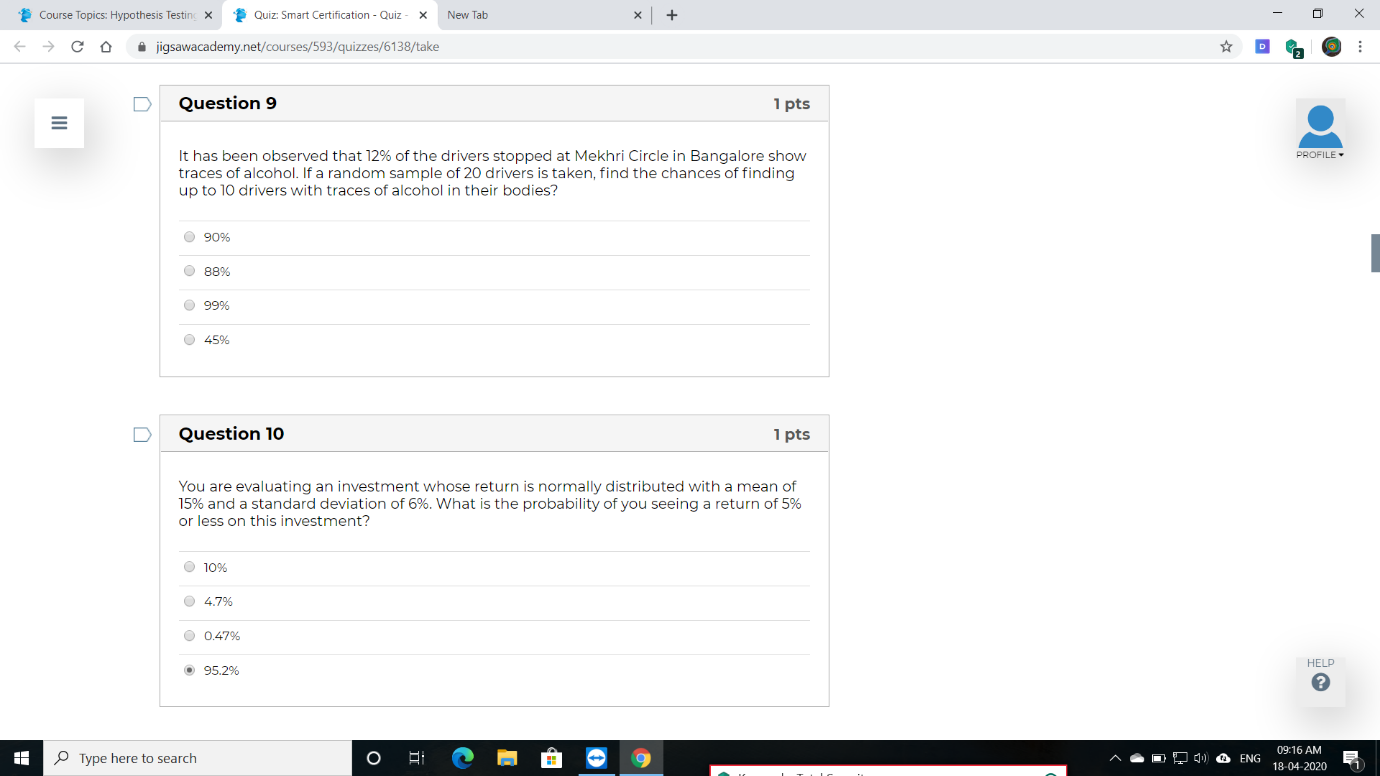 Course Topics: Hypothesis Testing
Quiz: Smart Certification - Quiz -
New Tab
jigsawacademy.net/courses/593/quizzes/6138/take
D
2
Question 9
1 pts
It has been observed that 12% of the drivers stopped at Mekhri Circle in Bangalore show
traces of alcohol. If a random sample of 20 drivers is taken, find the chances of finding
up to 10 drivers with traces of alcohol in their bodies?
90%
88%
99%
45%
PROFILE
Question 10
1 pts
You are evaluating an investment whose return is normally distributed with a mean of
15% and a standard deviation of 6%. What is the probability of you seeing a return of 5%
or less on this investment?
10%
4.7%
0.47%
95.2%
HELP
?
Type here to search
ENG
09:16 AM
18-04-2020
1